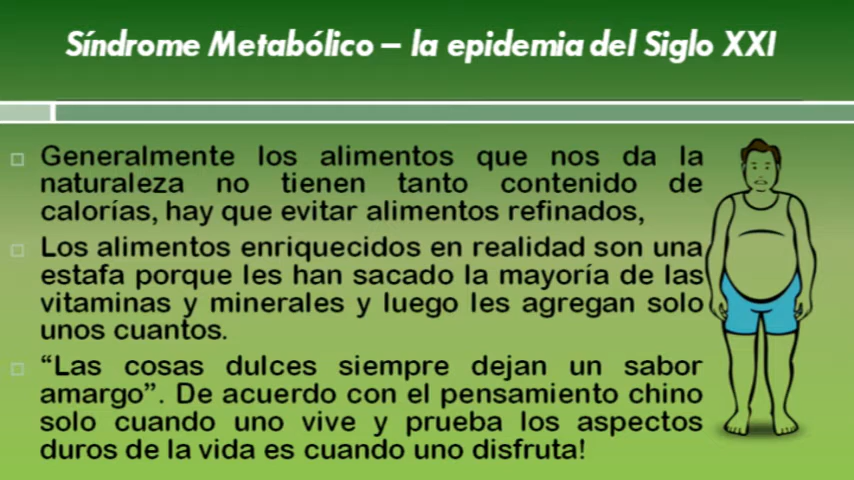 Síndrome Metabólico – la epidemia del Siglo XXI
Generalmente los alimentos que nos da la
naturaleza no tienen tanto contenido de
calorías, hay que evitar alimentos refinados,
Los alimentos enriquecidos en realidad son una
estafa porque les han sacado la mayoría de las
vitaminas y minerales y luego les agregan solo
unos cuantos.
“Las cosas dulces siempre dejan un sabor
amargo”. De acuerdo con el pensamiento chino
solo cuando uno vive y prueba los aspectos
duros de la vida es cuando uno disfruta!